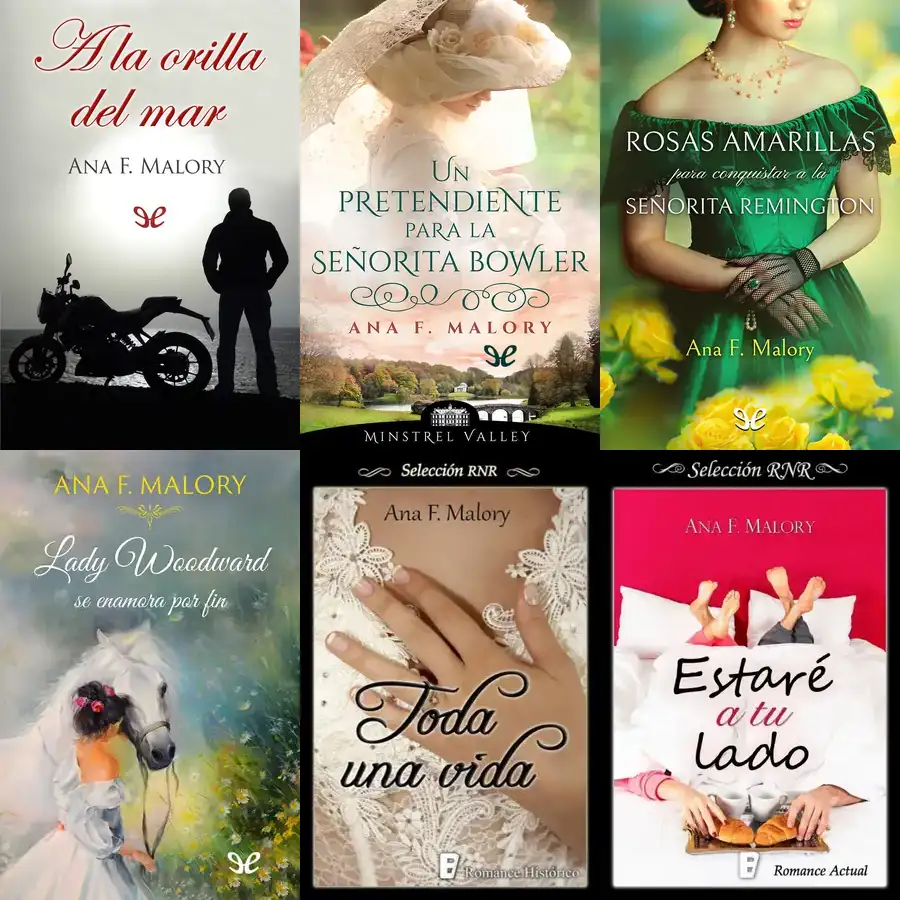 A la orilla
del mar
ANA F. MALORY
UN
PRETENDIENTE
PARA LA
SEÑORITA BOWLER
ANA F. MALORY
MINSTREL VALLEY
ROSAS AMARILLAS
para conquistar a la
SEÑORITA REMINGTON
Ana F. Malory
ANA F. MALORY
Lady Woodward
se enamora por fin
Selección RNR
Ana F. Malory
Toda
una vida
B
Romance Histórico
Selección RNR
ANA F. MALORY
Estaré
a tu
lado
B
Romance Actual